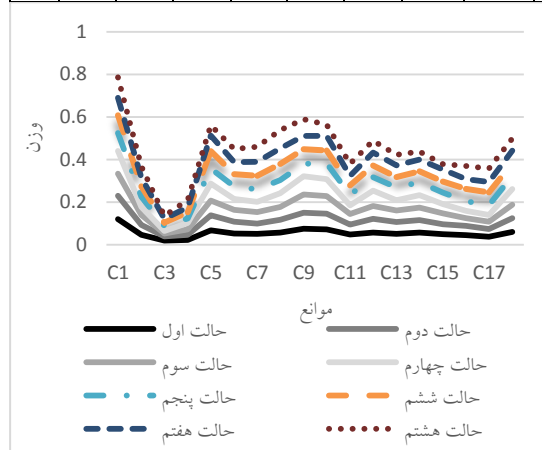 1
0.8
0.6
0.4
0.2
0
وزن
C1 C3 C5 C7 C9 C11 C13 C15 C17
موانع
حالت اول حالت دوم
حالت سوم حالت چهارم
حالت پنجم حالت ششم
حالت هفتم حالت هشتم